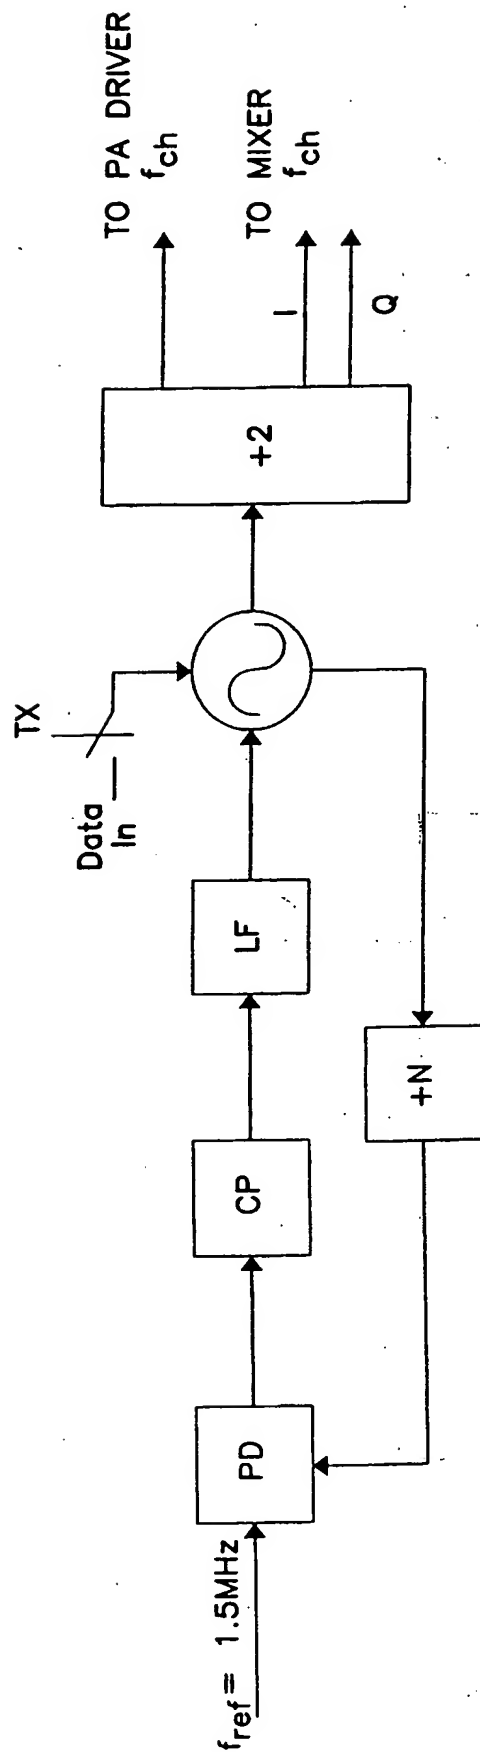 f_ref = 1.5MHz
PD
CP
LF
+N
Data
In
TX
+2
TO PA DRIVER
f_ch
I
Q
TO MIXER
f_ch